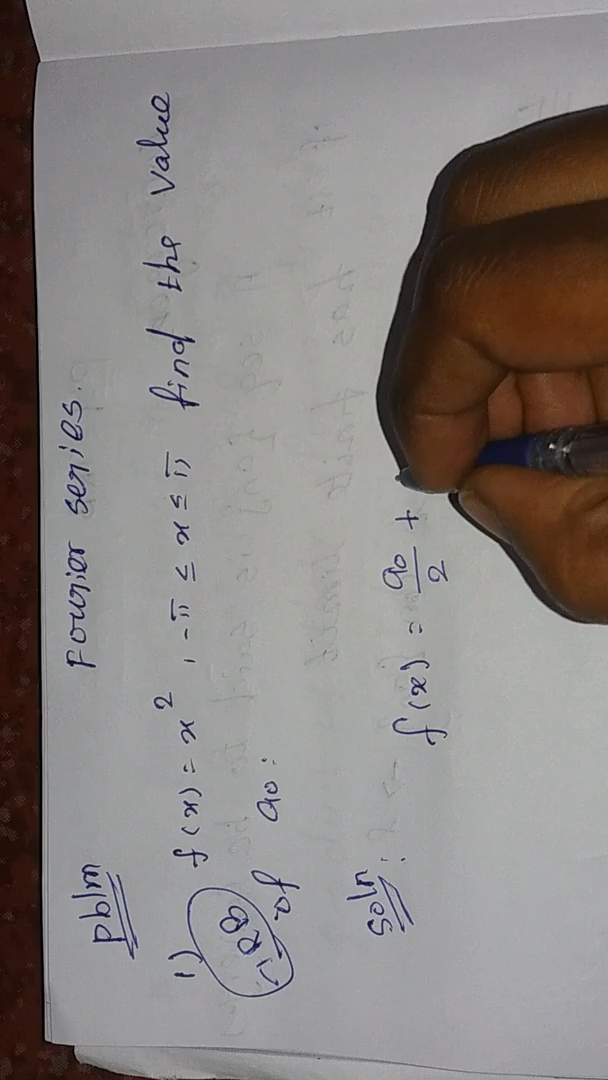 Fourier series.
pblm
1) f(x) = x², -π ≤ x ≤ π find the value
of a0:
Soln:
f(x) = a0/2 +